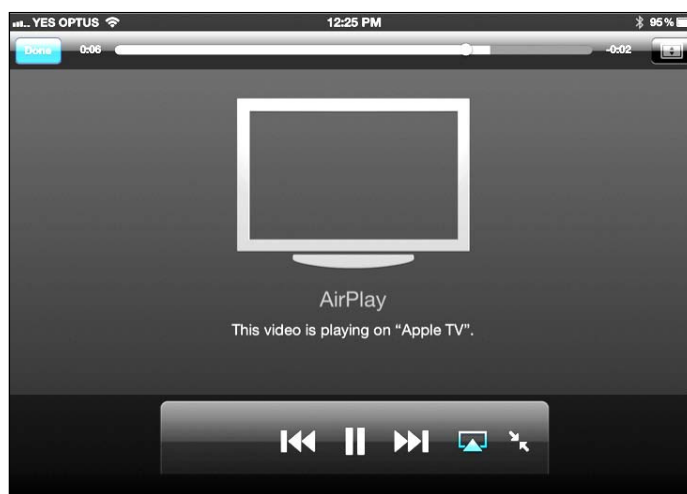 YES OPTUS 12:25 PM 95%
Done 0:06 -0:02
AirPlay
This video is playing on “Apple TV”.